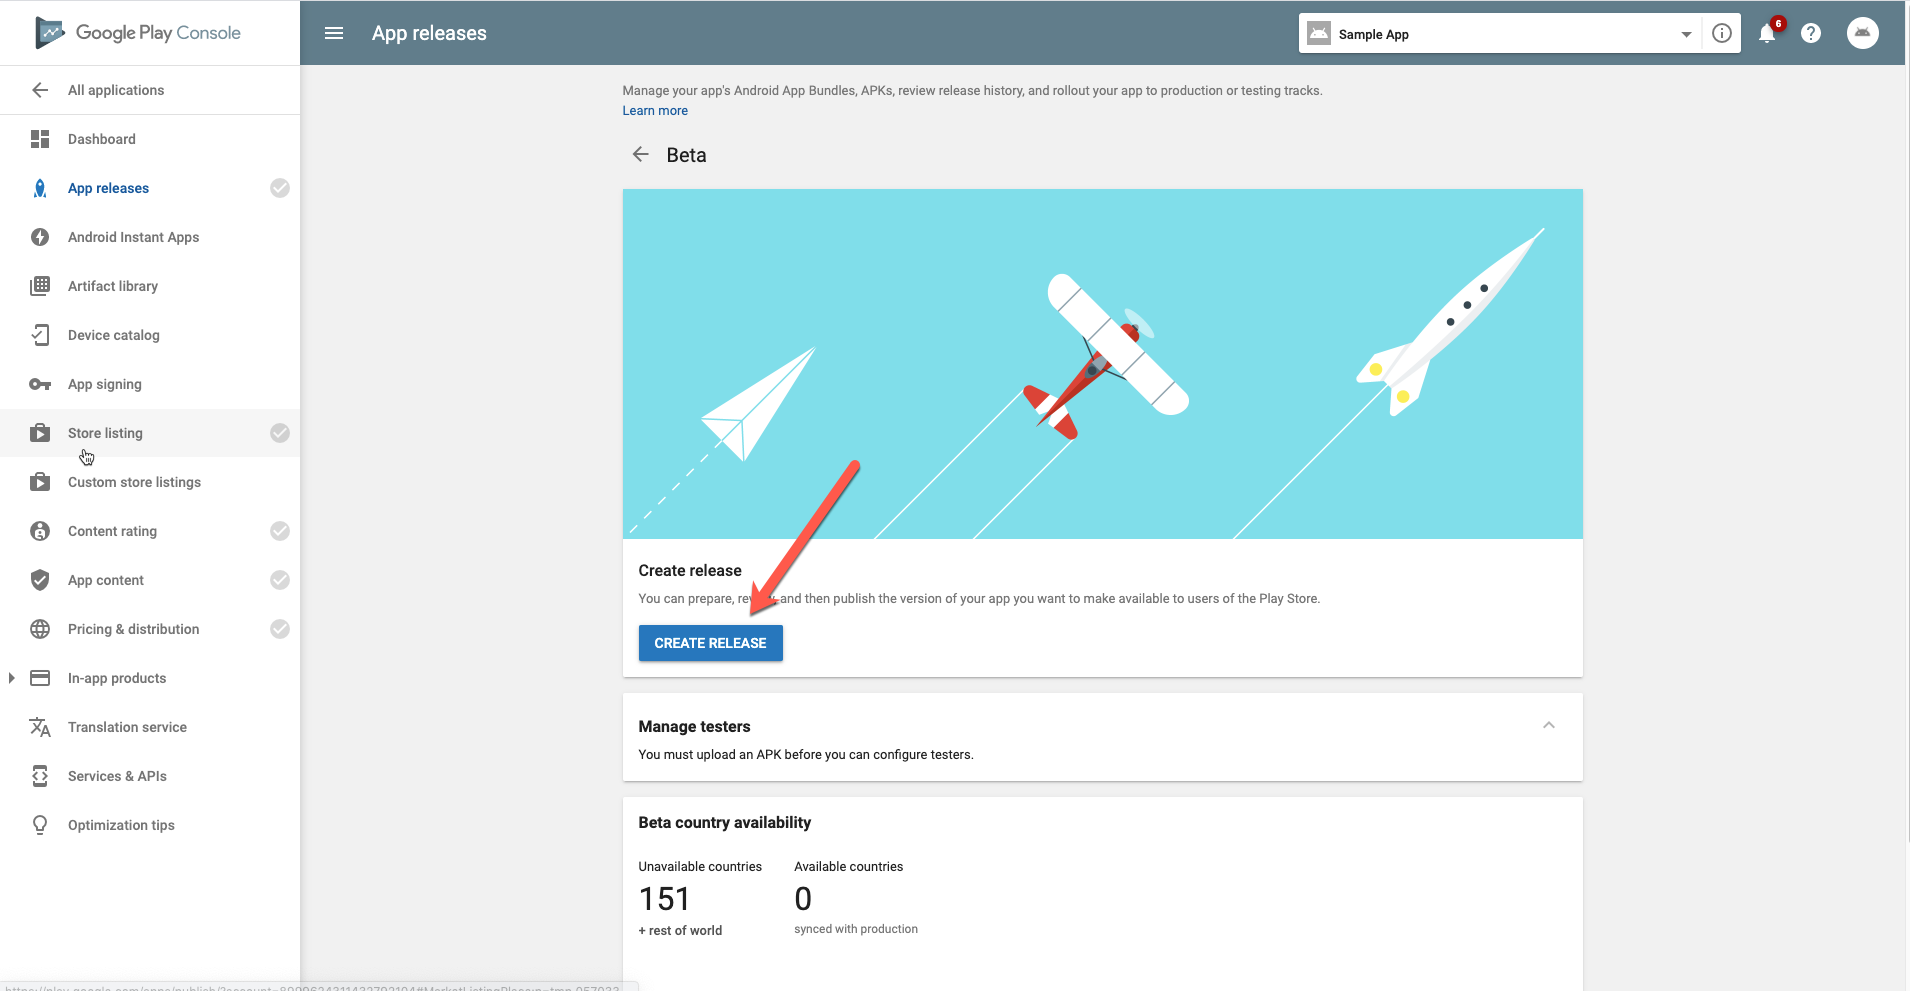 Google Play Console
App releases
Sample App
6
All applications
Dashboard
App releases
Android Instant Apps
Artifact library
Device catalog
App signing
Store listing
Custom store listings
Content rating
App content
Pricing & distribution
In-app products
Translation service
Services & APIs
Optimization tips
Manage your app's Android App Bundles, APKs, review release history, and rollout your app to production or testing tracks.
Learn more
Beta
Create release
You can prepare, and then publish the version of your app you want to make available to users of the Play Store.
CREATE RELEASE
Manage testers
You must upload an APK before you can configure testers.
Beta country availability
Unavailable countries
151
+ rest of world
Available countries
0
synced with production